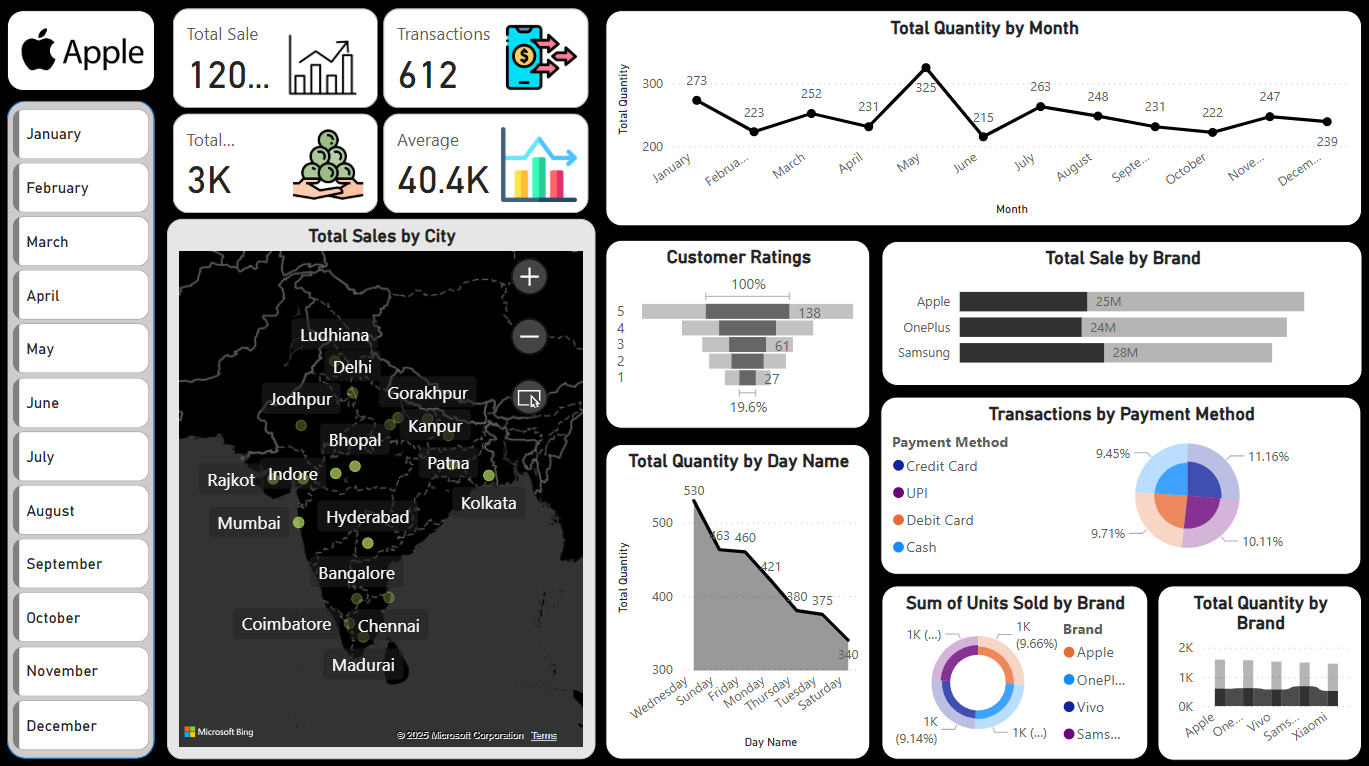 Apple
January
February
March
April
May
June
July
August
September
October
November
December
Total Sale
120...
Transactions
612
Total...
3K
Average
40.4K
Total Sales by City
Ludhiana
Delhi
Jodhpur
Gorakhpur
Kanpur
Bhopal
Patna
Rajkot
Indore
Kolkata
Mumbai
Hyderabad
Bangalore
Coimbatore
Chennai
Madurai
Microsoft Bing
© 2025 Microsoft Corporation
Terms
Total Quantity by Month
Total Quantity
300
200
273
223
252
231
325
215
263
248
231
222
247
239
January
Februa...
March
April
May
June
July
August
Septe...
October
Nove...
Decem...
Month
Customer Ratings
100%
5
138
4
3
61
2
1
27
19.6%
Total Sale by Brand
Apple
25M
OnePlus
24M
Samsung
28M
Transactions by Payment Method
Payment Method
Credit Card
UPI
Debit Card
Cash
9.45%
11.16%
9.71%
10.11%
Total Quantity by Day Name
Total Quantity
500
400
300
530
463
460
421
380
375
340
Wednesday
Sunday
Friday
Monday
Thursday
Tuesday
Saturday
Day Name
Sum of Units Sold by Brand
1K (...)
1K
(9.66%)
1K
(9.14%)
1K (...)
Brand
Apple
OnePl...
Vivo
Sams...
Total Quantity by
Brand
2K
1K
0K
Apple
One...
Vivo
Sams...
Xiaomi